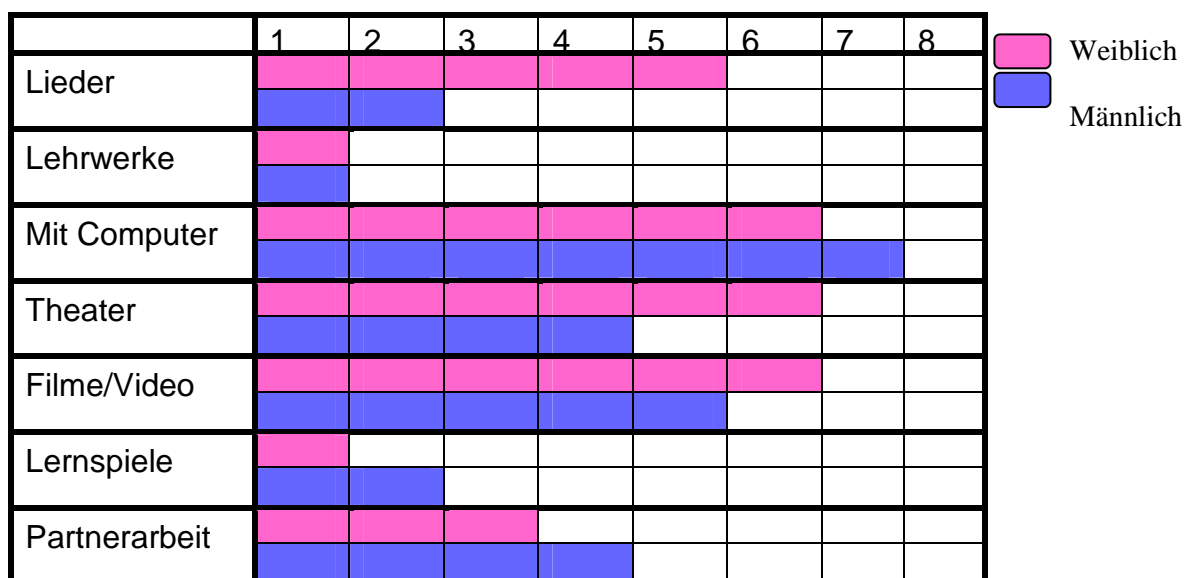 1 2 3 4 5 6 7 8
Weiblich
Lieder
Männlich
Lehrwerke
Mit Computer
Theater
Filme/Video
Lernspiele
Partnerarbeit